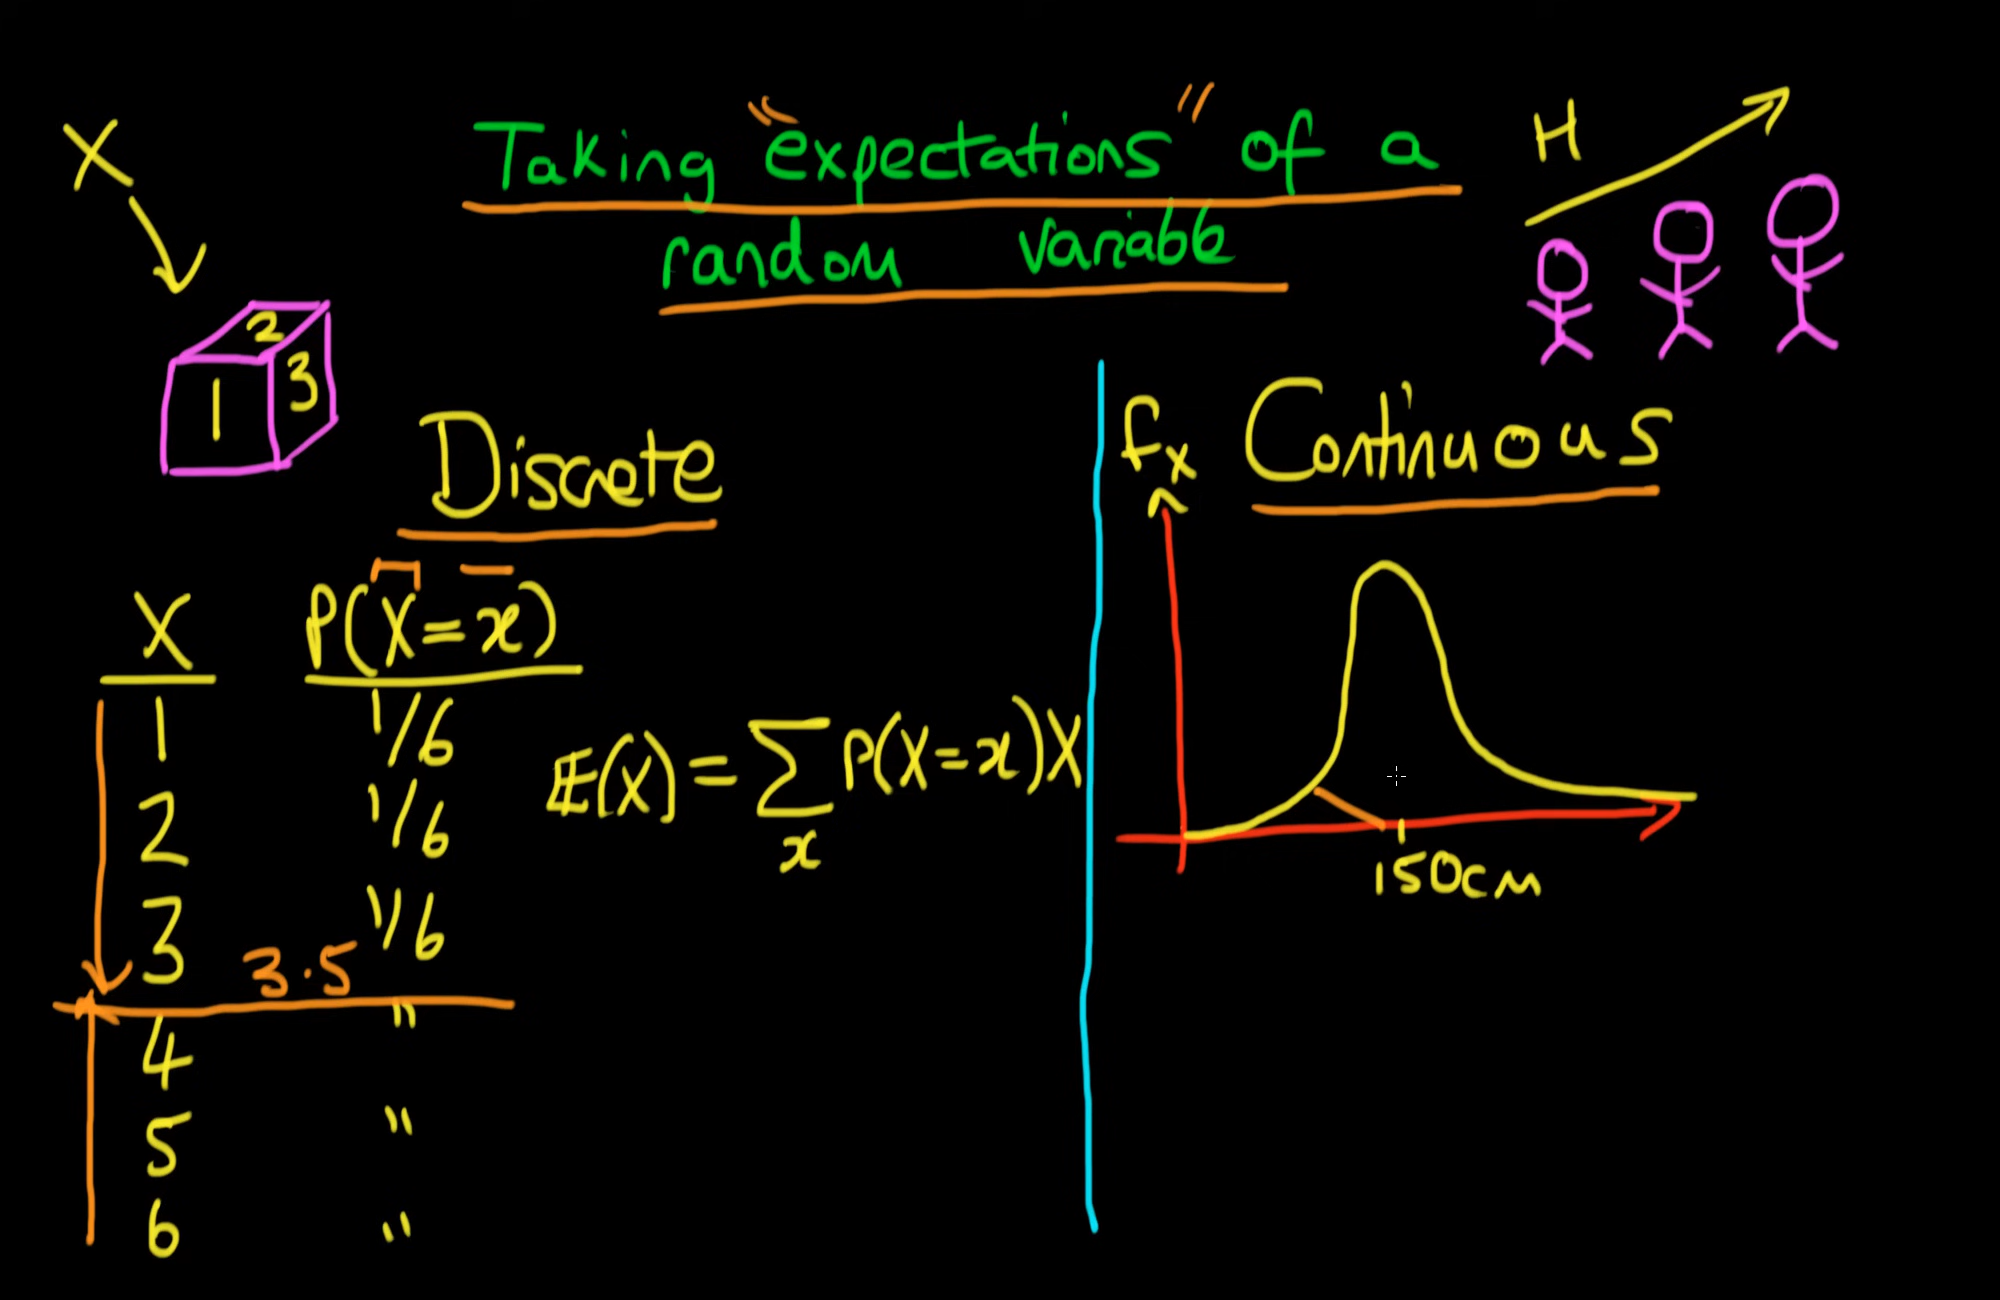 Taking "expectations" of a
random variable
X
H
2
1 3
Discrete
fx Continuous
X P(X=x)
1 1/6
2 1/6
3 1/6
3.5
4 "
5 "
6 "
E(X) = ∑ P(X=x)X
x
150cm